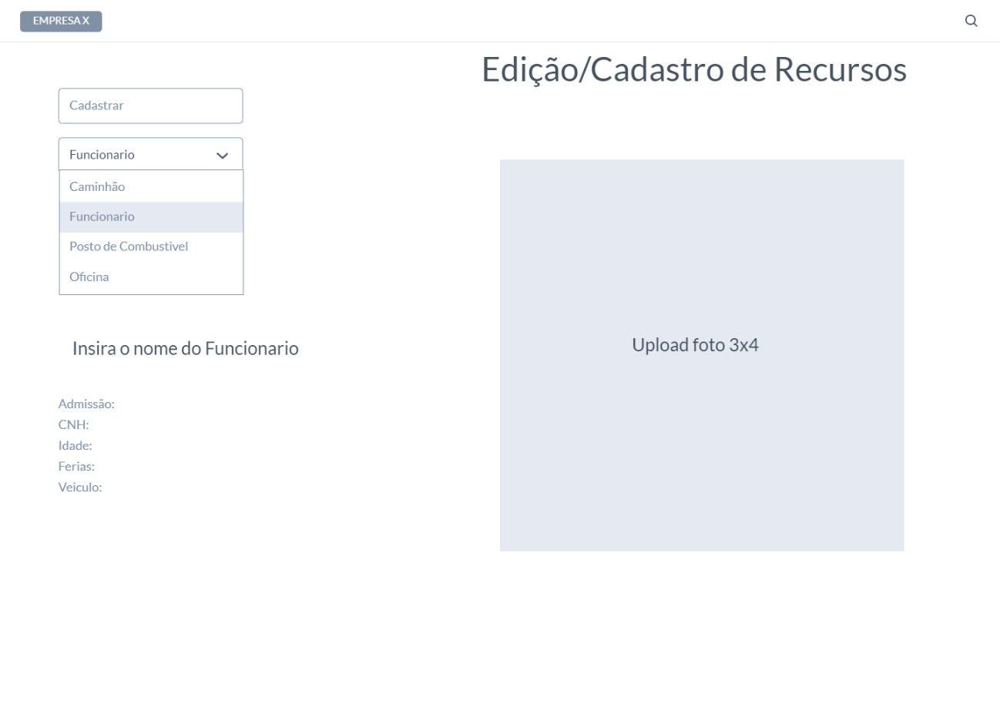 EMPRESA X
Edição/Cadastro de Recursos
Cadastrar
Funcionario
Caminhão
Funcionario
Posto de Combustivel
Oficina
Insira o nome do Funcionario
Upload foto 3x4
Admissão:
CNH:
Idade:
Ferias:
Veiculo: